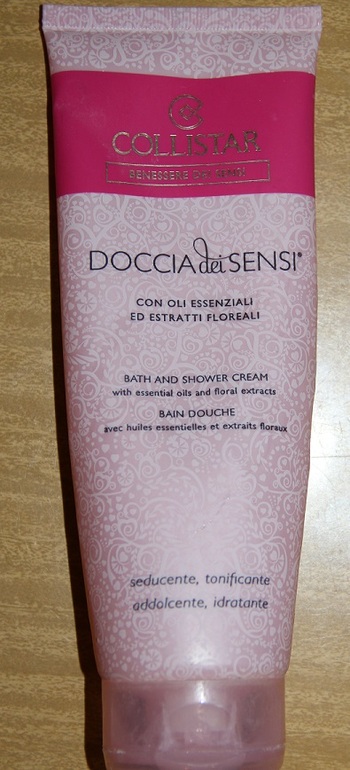 COLLISTAR
BENESSERE DEI SENSI
DOCCIA dei SENSI®
CON OLI ESSENZIALI
ED ESTRATTI FLOREALI
BATH AND SHOWER CREAM
with essential oils and floral extracts
BAIN DOUCHE
avec huiles essentielles et extraits floraux
seducente, tonificante
addolcente, idratante